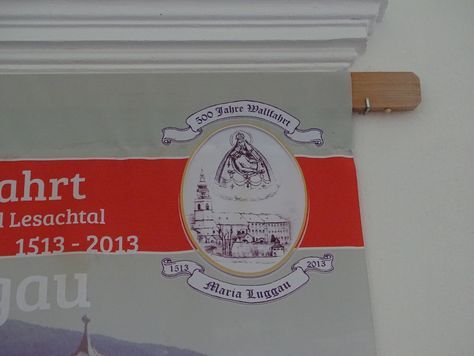 500 Jahre Wallfahrt
ahrt
d Lesachtal
1513 - 2013
1513 2013
Maria Luggau
gau